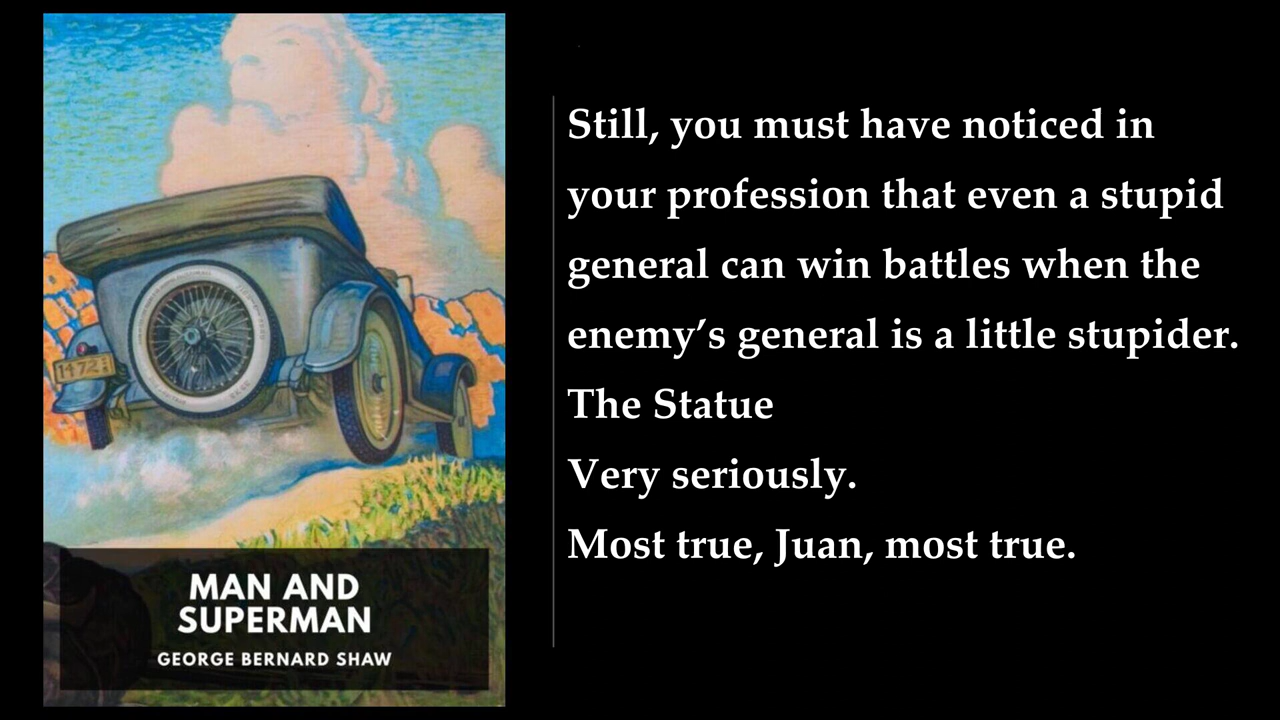 Still, you must have noticed in
your profession that even a stupid
general can win battles when the
enemy’s general is a little stupider.
The Statue
Very seriously.
Most true, Juan, most true.
1472
MAN AND
SUPERMAN
GEORGE BERNARD SHAW